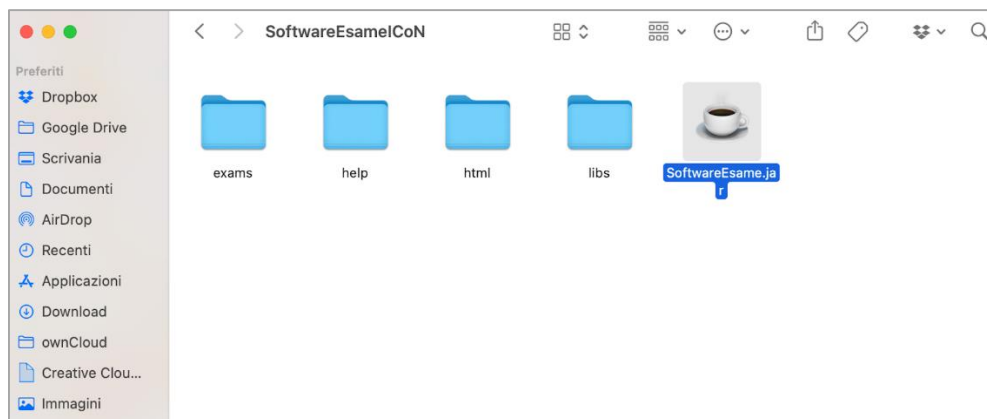 SoftwareEsameICoN
Preferiti
Dropbox
Google Drive
Scrivania
Documenti
AirDrop
Recenti
Applicazioni
Download
ownCloud
Creative Clou...
Immagini
exams
help
html
libs
SoftwareEsame.ja
r